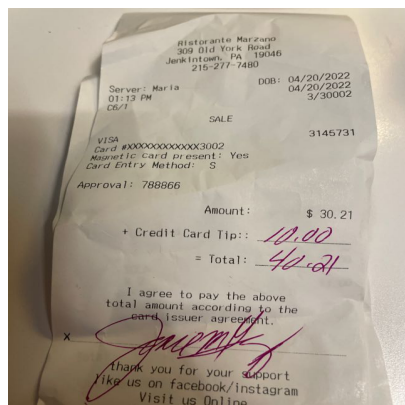 Ristorante Marzano
309 Old York Road
Jenkintown, PA 19046
215-277-7480
Server: Maria DOB: 04/20/2022
01:13 PM 04/20/2022
C6/1 3/30002
SALE
VISA 3145731
Card #XXXXXXXXXXXX3002
Magnetic card present: Yes
Card Entry Method: S
Approval: 788866
Amount: $ 30.21
+ Credit Card Tip:: 10.00
= Total: 40.21
I agree to pay the above
total amount according to the
card issuer agreement.
x
thank you for your support
like us on facebook/instagram
Visit us Online